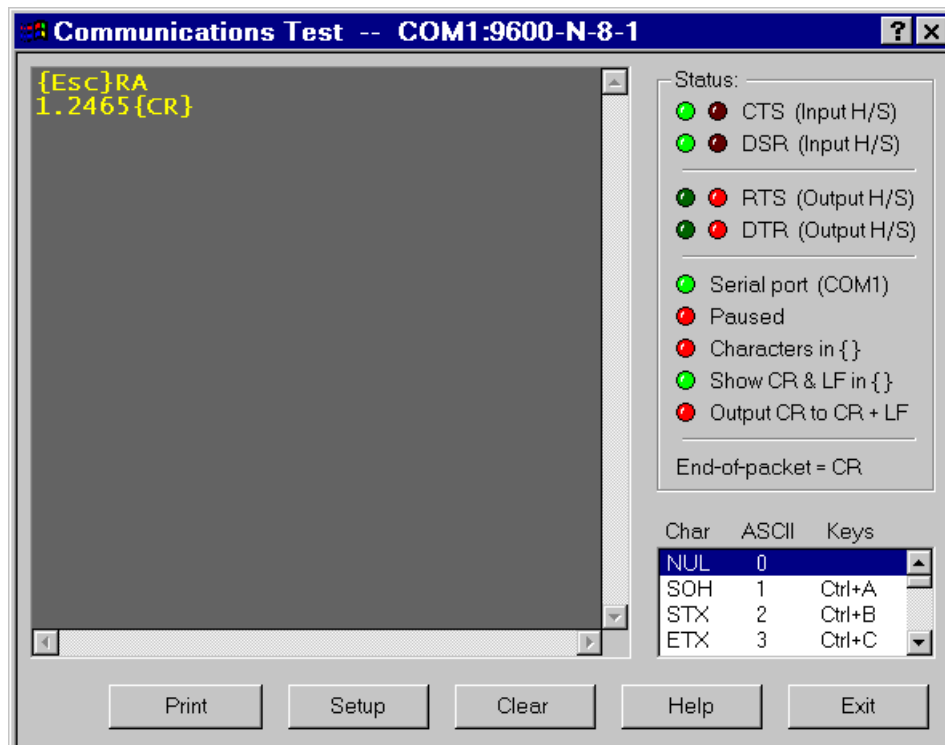 Communications Test -- COM1:9600-N-8-1
{Esc}RA
1.2465{CR}
Status:
CTS (Input H/S)
DSR (Input H/S)
RTS (Output H/S)
DTR (Output H/S)
Serial port (COM1)
Paused
Characters in { }
Show CR & LF in { }
Output CR to CR + LF
End-of-packet = CR
Char ASCII Keys
NUL 0
SOH 1 Ctrl+A
STX 2 Ctrl+B
ETX 3 Ctrl+C
Print Setup Clear Help Exit